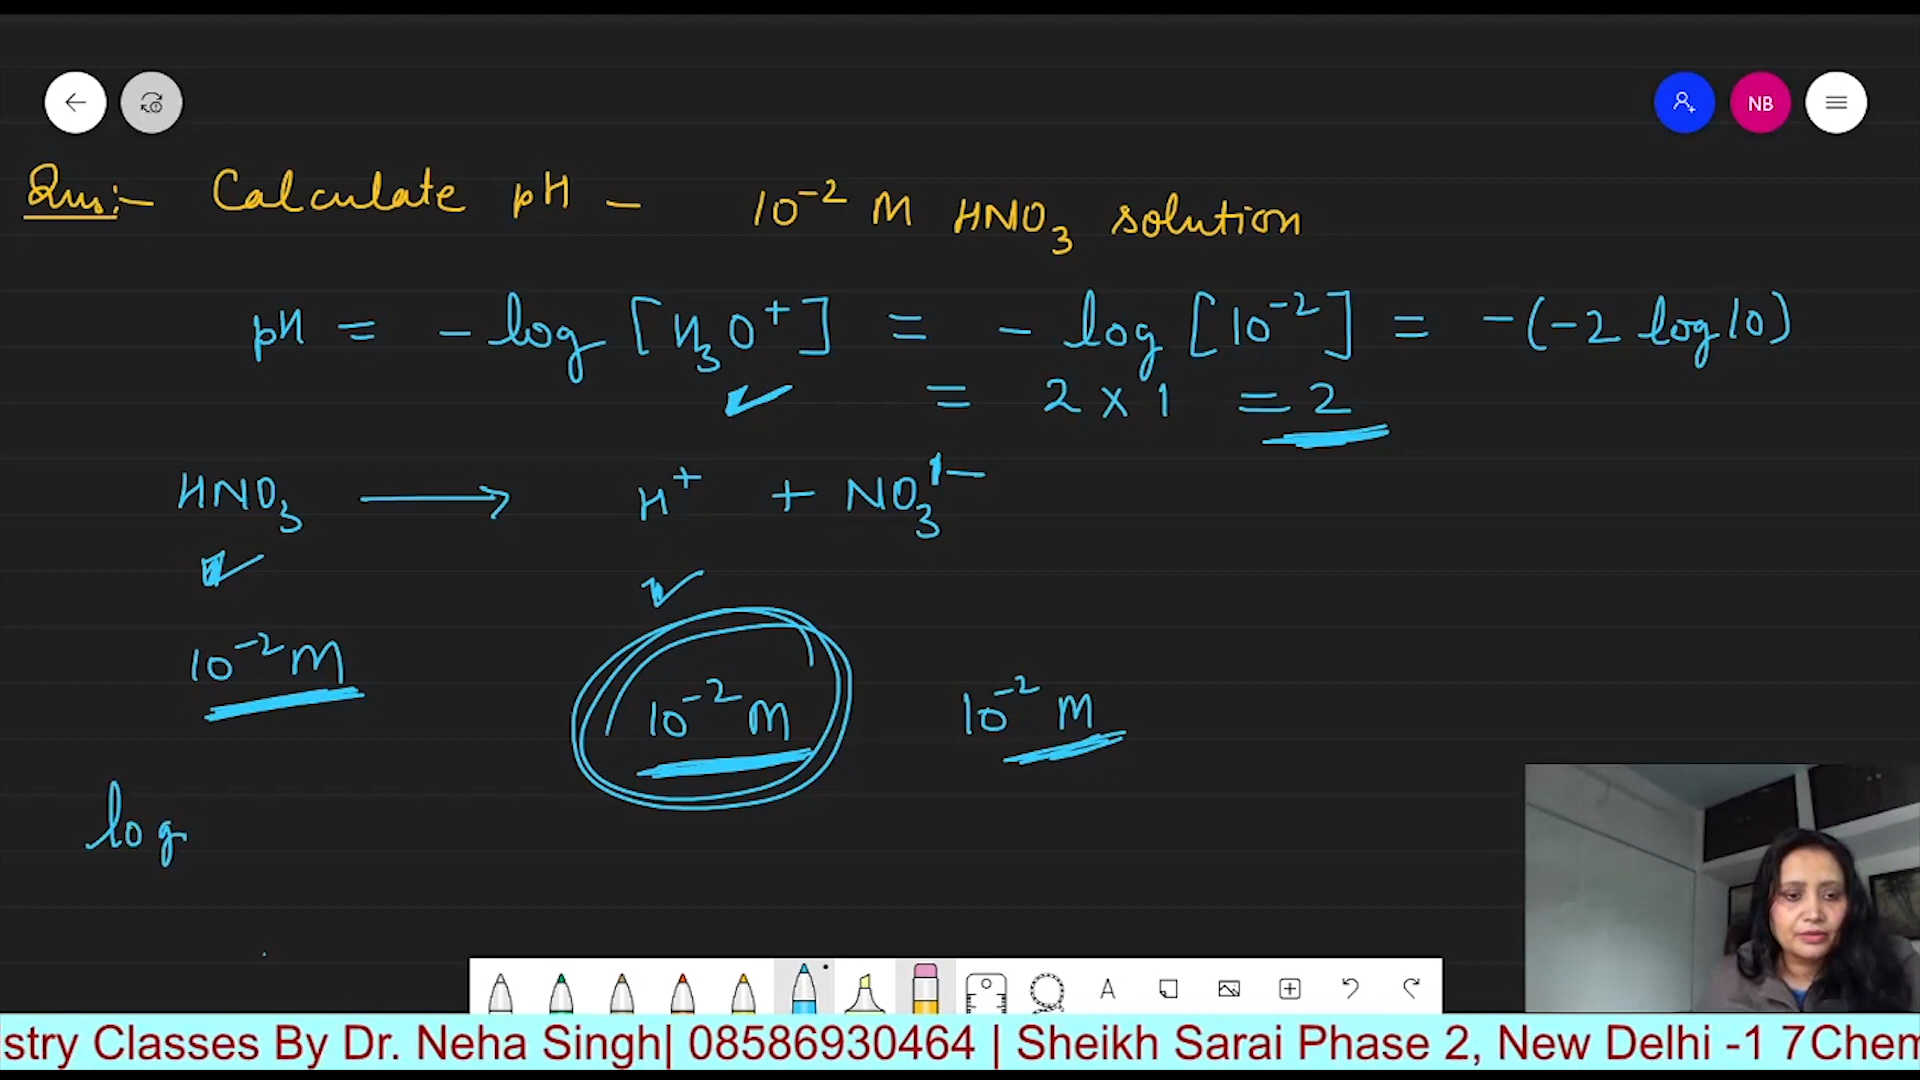 NB
Qus:- Calculate pH - 10⁻² M HNO₃ solution
pH = - log [H₃O⁺] = - log [10⁻²] = -(-2 log 10)
= 2 x 1 = 2
HNO₃ ⟶ H⁺ + NO₃¹⁻
10⁻² M 10⁻² M 10⁻² M
log
A
stry Classes By Dr. Neha Singh| 08586930464 | Sheikh Sarai Phase 2, New Delhi -1 7Chem